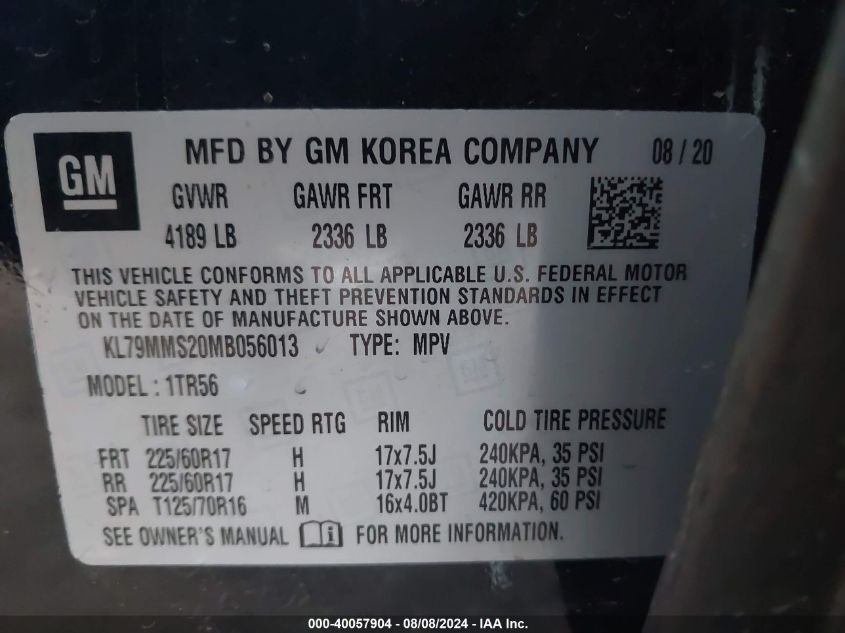 GM
MFD BY GM KOREA COMPANY 08 / 20
GVWR GAWR FRT GAWR RR
4189 LB 2336 LB 2336 LB
THIS VEHICLE CONFORMS TO ALL APPLICABLE U.S. FEDERAL MOTOR
VEHICLE SAFETY AND THEFT PREVENTION STANDARDS IN EFFECT
ON THE DATE OF MANUFACTURE SHOWN ABOVE.
KL79MMS20MB056013 TYPE: MPV
MODEL : 1TR56
TIRE SIZE SPEED RTG RIM COLD TIRE PRESSURE
FRT 225/60R17 H 17x7.5J 240KPA, 35 PSI
RR 225/60R17 H 17x7.5J 240KPA, 35 PSI
SPA T125/70R16 M 16x4.0BT 420KPA, 60 PSI
SEE OWNER'S MANUAL FOR MORE INFORMATION.
000-40057904 - 08/08/2024 - IAA Inc.